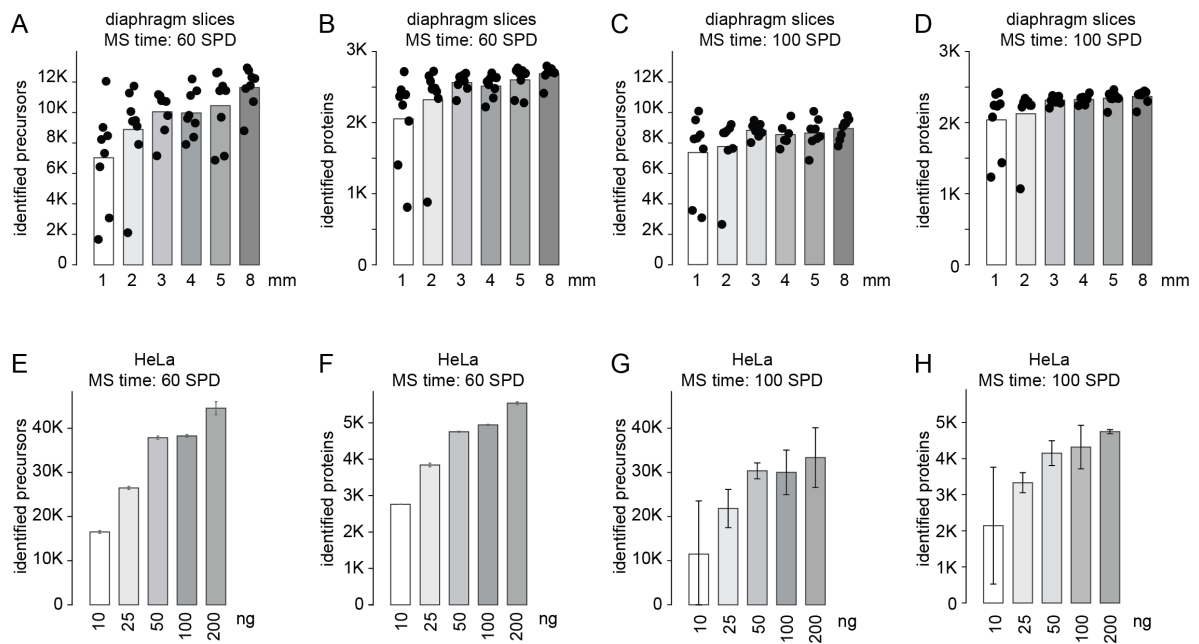 A
diaphragm slices
MS time: 60 SPD
identified precursors
12K
10K
8K
6K
4K
2K
0
1 2 3 4 5 8 mm
B
diaphragm slices
MS time: 60 SPD
identified proteins
3K
2K
1K
0
1 2 3 4 5 8 mm
C
diaphragm slices
MS time: 100 SPD
identified precursors
12K
10K
8K
6K
4K
2K
0
1 2 3 4 5 8 mm
D
diaphragm slices
MS time: 100 SPD
identified proteins
3K
2K
1K
0
1 2 3 4 5 8 mm
E
HeLa
MS time: 60 SPD
identified precursors
40K
30K
20K
10K
0
10 25 50 100 200 ng
F
HeLa
MS time: 60 SPD
identified proteins
5K
4K
3K
2K
1K
0
10 25 50 100 200 ng
G
HeLa
MS time: 100 SPD
identified precursors
40K
30K
20K
10K
0
10 25 50 100 200 ng
H
HeLa
MS time: 100 SPD
identified proteins
5K
4K
3K
2K
1K
0
10 25 50 100 200 ng